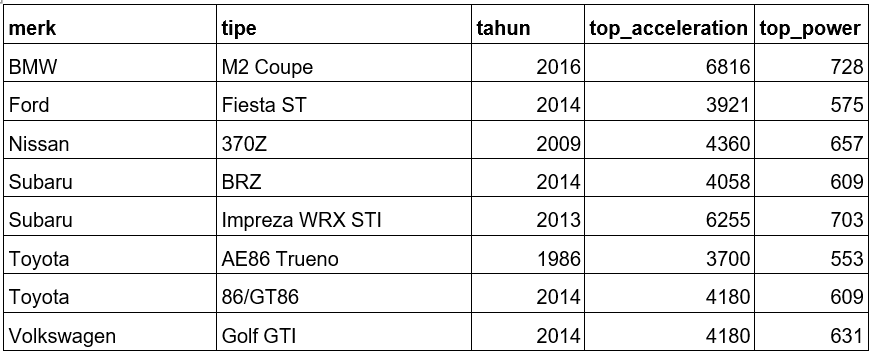 merk tipe tahun top_acceleration top_power
BMW M2 Coupe 2016 6816 728
Ford Fiesta ST 2014 3921 575
Nissan 370Z 2009 4360 657
Subaru BRZ 2014 4058 609
Subaru Impreza WRX STI 2013 6255 703
Toyota AE86 Trueno 1986 3700 553
Toyota 86/GT86 2014 4180 609
Volkswagen Golf GTI 2014 4180 631